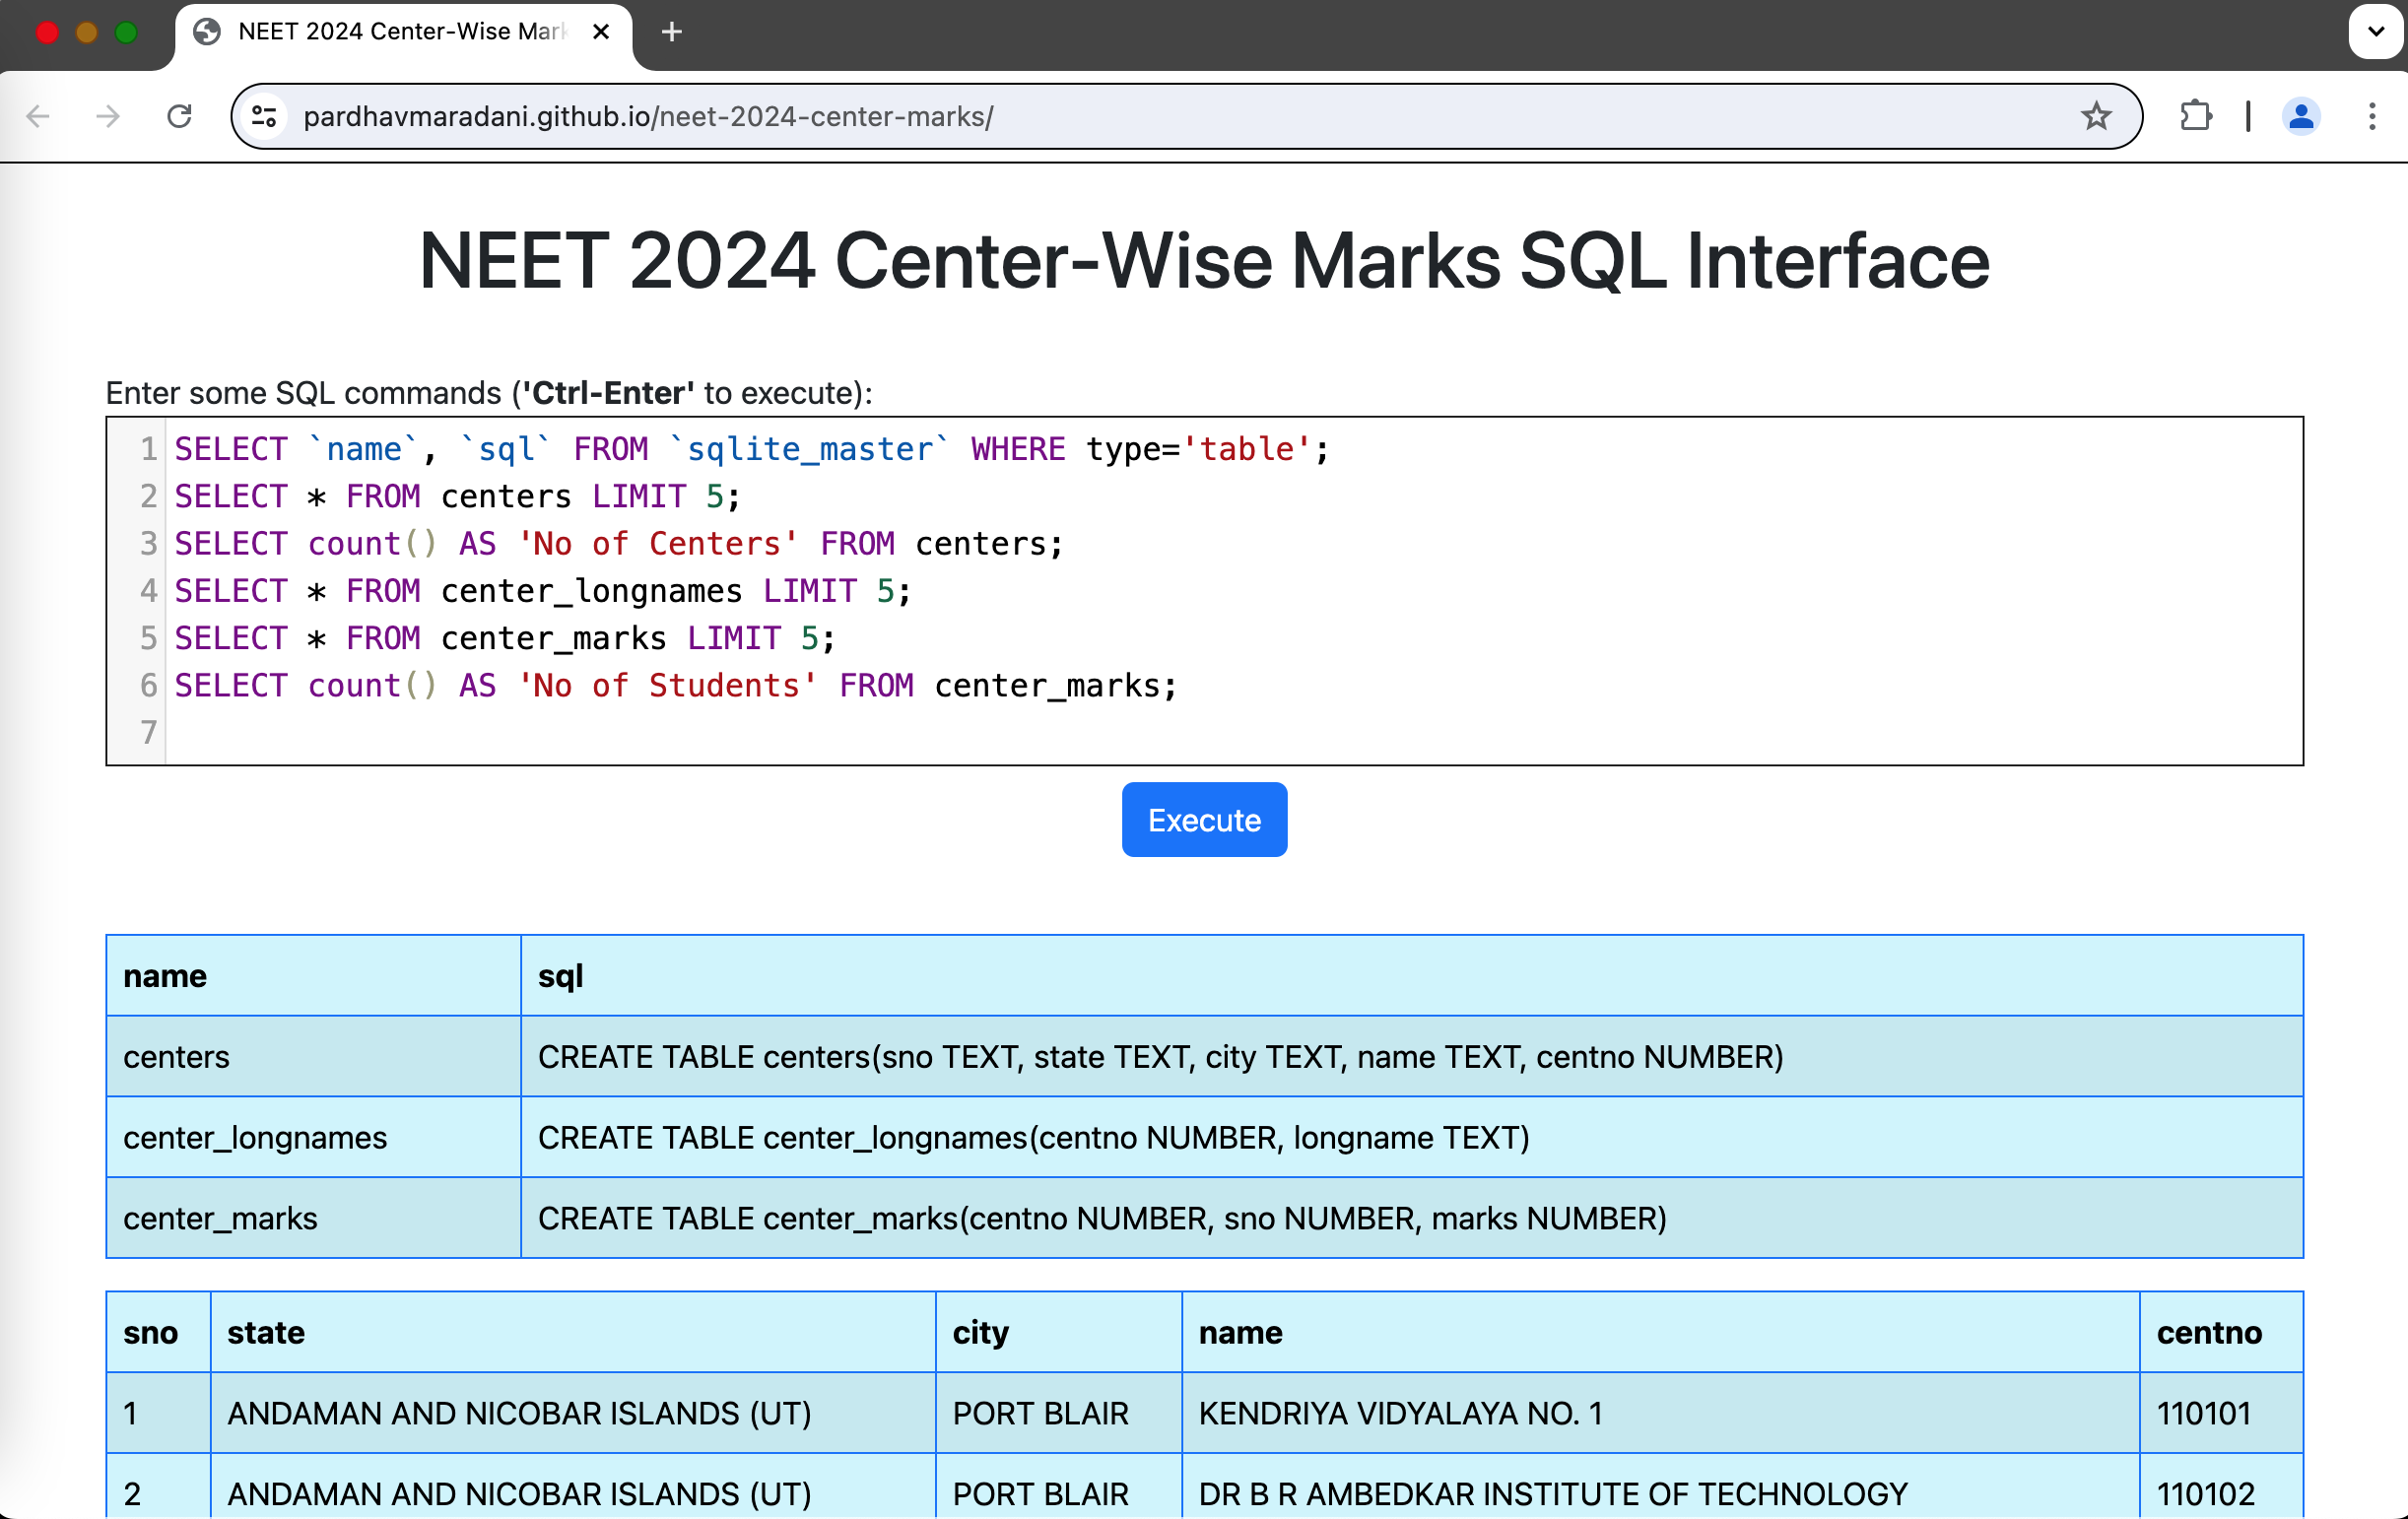 NEET 2024 Center-Wise Mark
pardhavmaradani.github.io/neet-2024-center-marks/
NEET 2024 Center-Wise Marks SQL Interface
Enter some SQL commands ('Ctrl-Enter' to execute):
1 SELECT `name`, `sql` FROM `sqlite_master` WHERE type='table';
2 SELECT * FROM centers LIMIT 5;
3 SELECT count() AS 'No of Centers' FROM centers;
4 SELECT * FROM center_longnames LIMIT 5;
5 SELECT * FROM center_marks LIMIT 5;
6 SELECT count() AS 'No of Students' FROM center_marks;
7
Execute
name sql
centers CREATE TABLE centers(sno TEXT, state TEXT, city TEXT, name TEXT, centno NUMBER)
center_longnames CREATE TABLE center_longnames(centno NUMBER, longname TEXT)
center_marks CREATE TABLE center_marks(centno NUMBER, sno NUMBER, marks NUMBER)
sno state city name centno
1 ANDAMAN AND NICOBAR ISLANDS (UT) PORT BLAIR KENDRIYA VIDYALAYA NO. 1 110101
2 ANDAMAN AND NICOBAR ISLANDS (UT) PORT BLAIR DR B R AMBEDKAR INSTITUTE OF TECHNOLOGY 110102